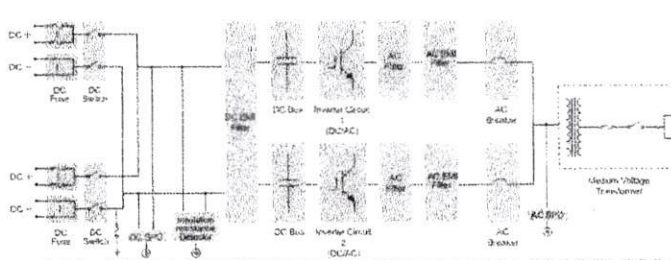 DC +
DC -
DC
Fuse
DC
Switch
DC +
DC -
DC
Fuse
DC
Switch
DC SPD
Insulation
resistance
Detector
DC EMI
Filter
DC Bus
Inverter Circuit
1
(DC/AC)
AC
Filter
AC EMI
Filter
AC
Breaker
DC Bus
Inverter Circuit
2
(DC/AC)
AC
Filter
AC EMI
Filter
AC
Breaker
AC SPD
Medium Voltage
Transformer